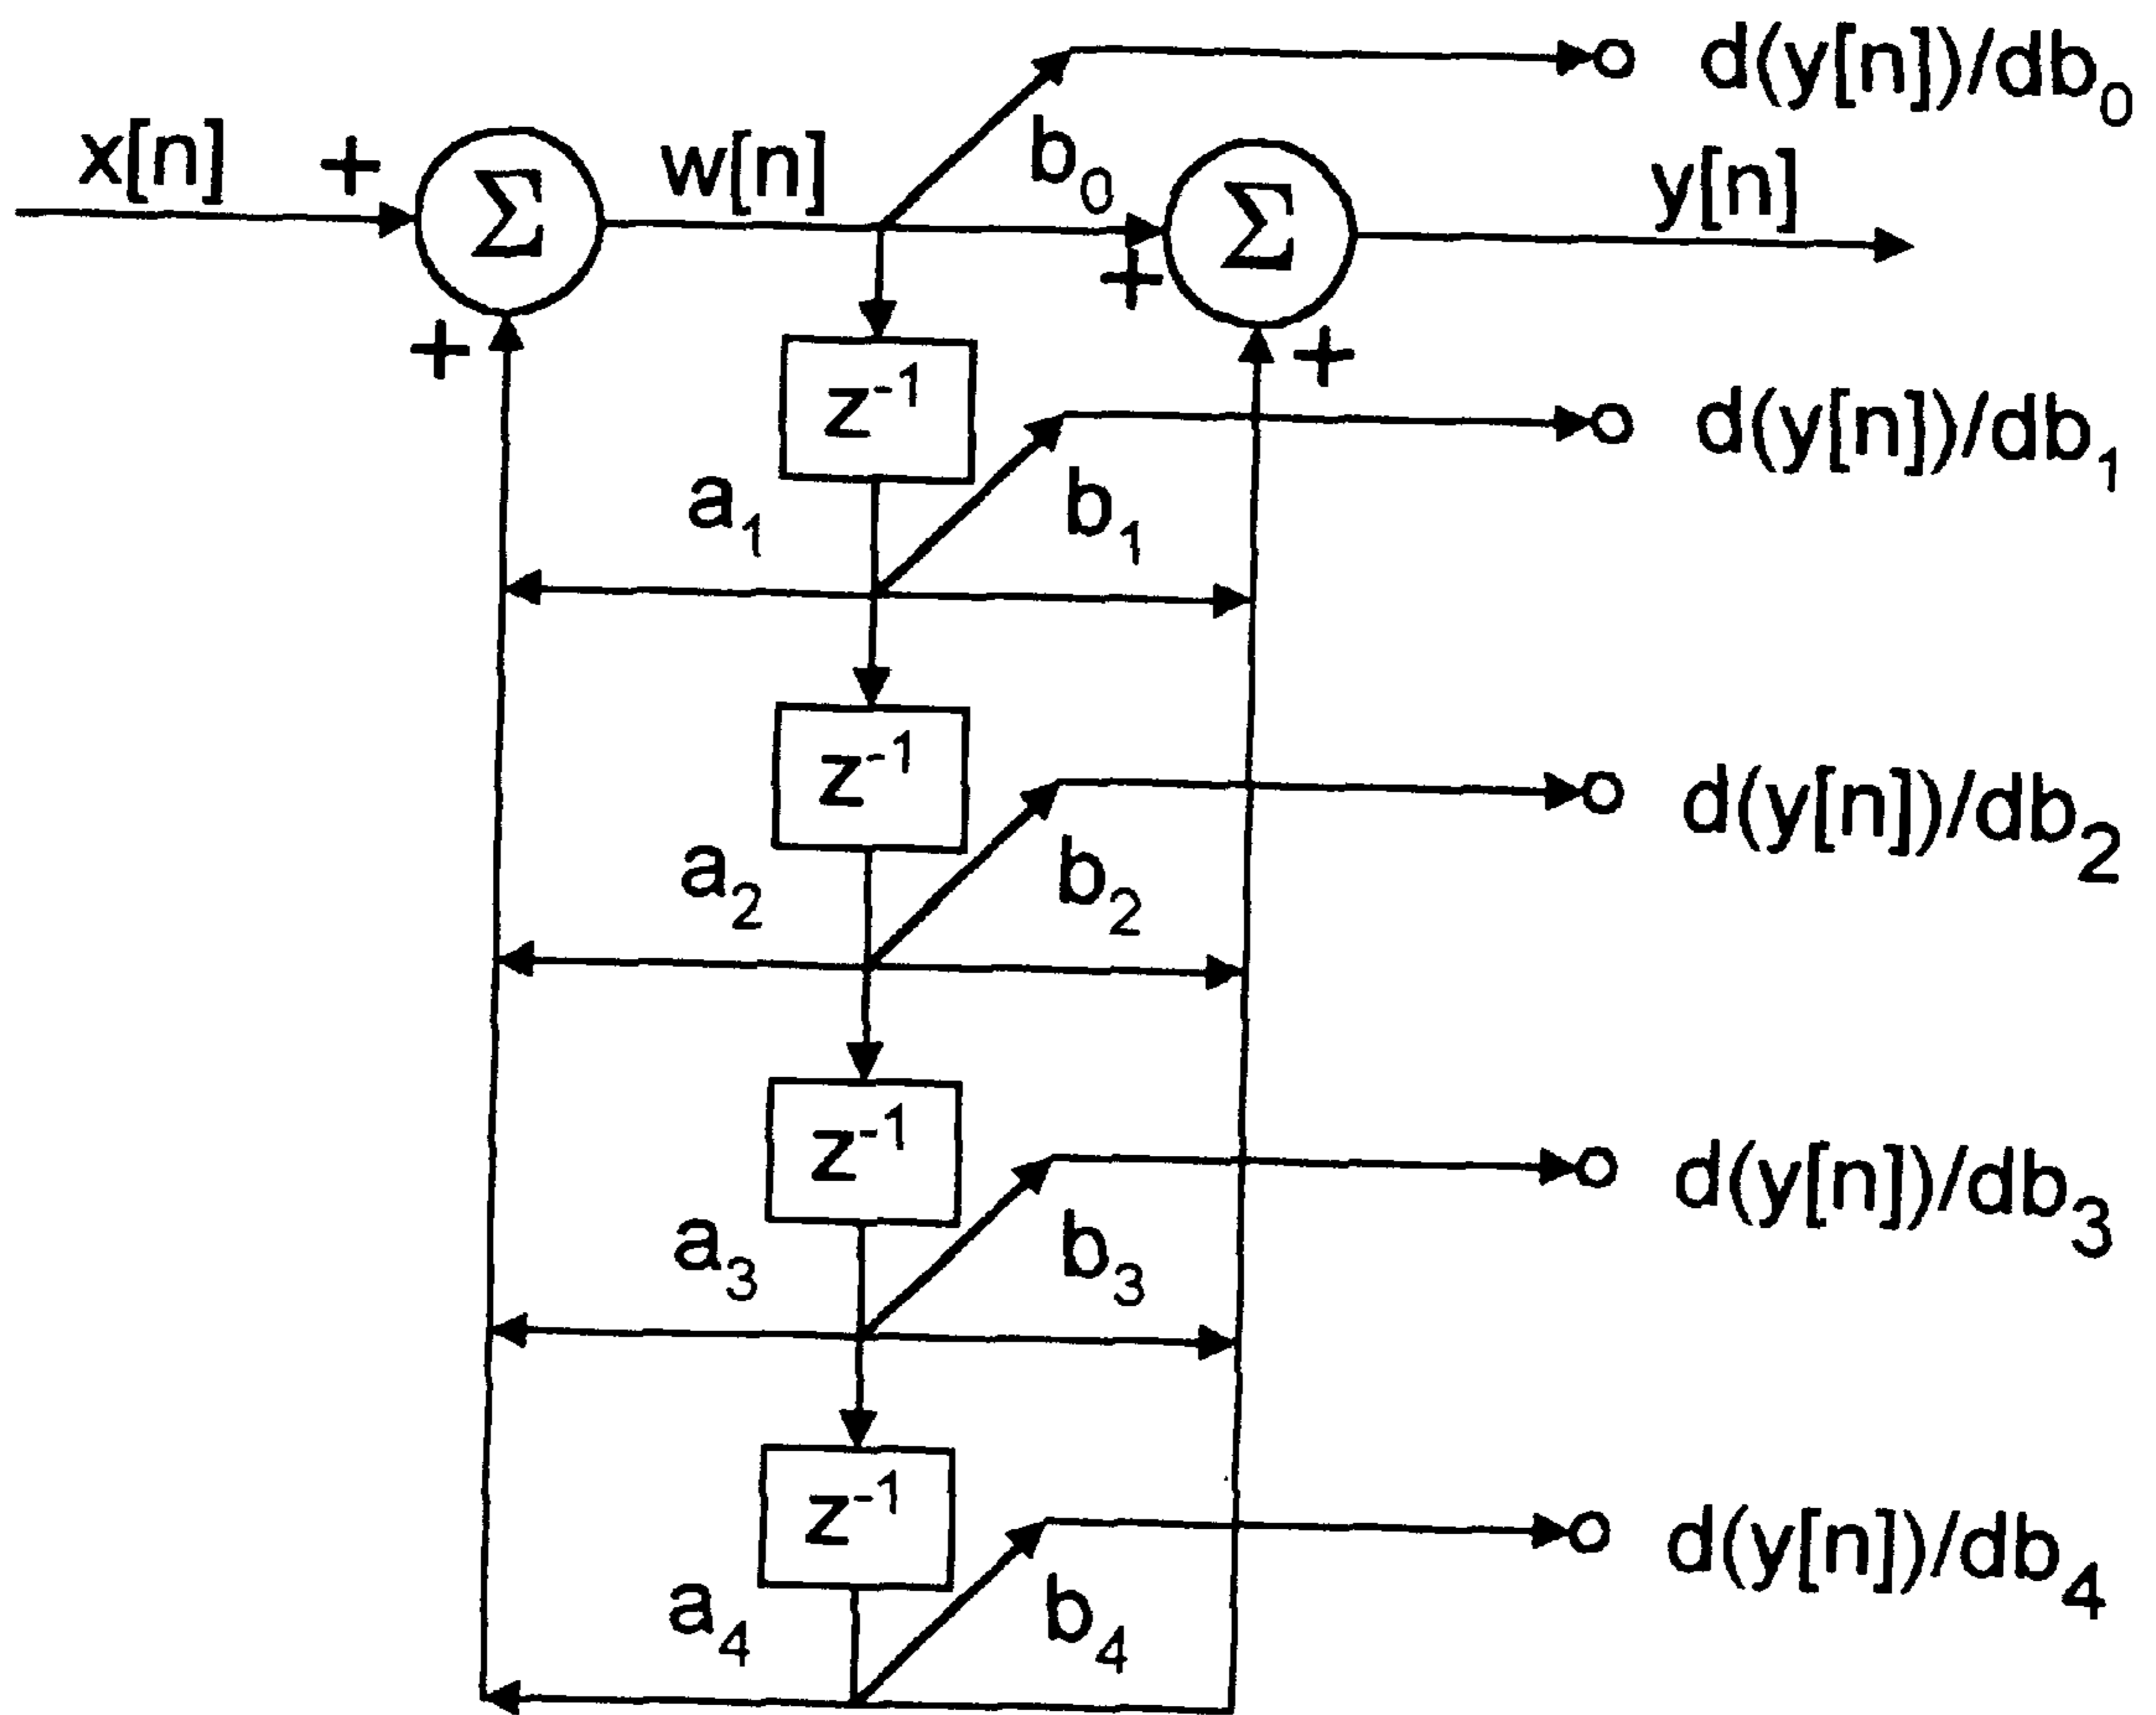 d(y[n])/db₀
x[n] + Σ w[n] b₀ + Σ y[n]
+ +
z⁻¹
d(y[n])/db₁
a₁ b₁
z⁻¹
d(y[n])/db₂
a₂ b₂
z⁻¹
d(y[n])/db₃
a₃ b₃
z⁻¹
d(y[n])/db₄
a₄ b₄